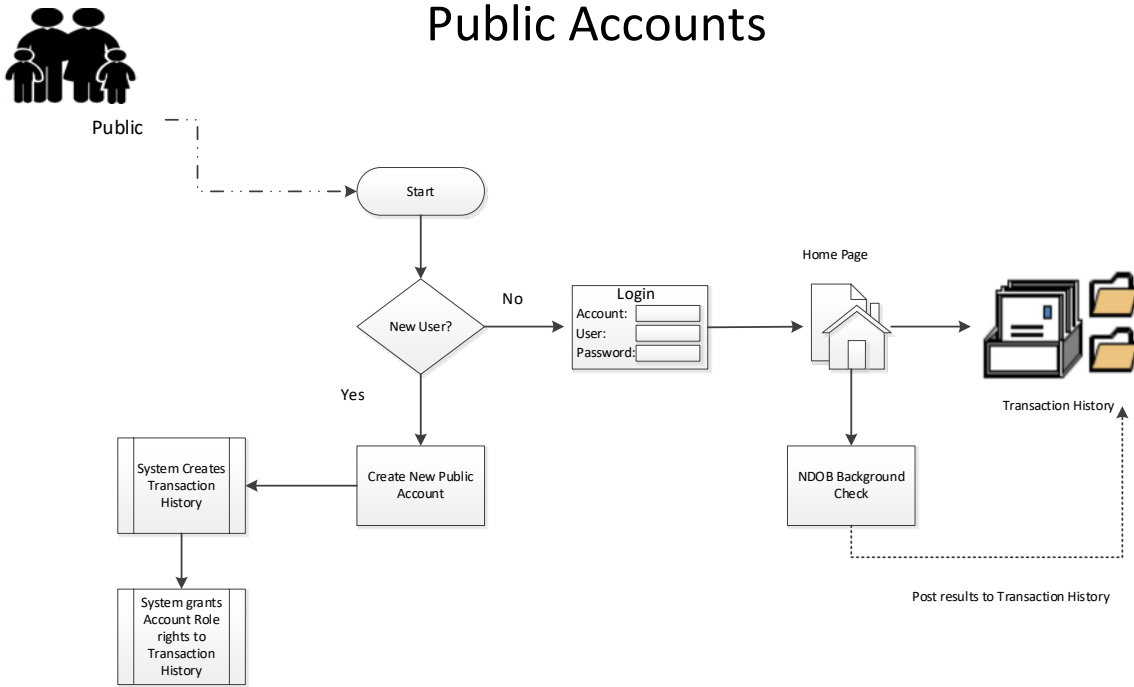 Public Accounts
Public
Start
New User?
No
Yes
Login
Account:
User:
Password:
Home Page
Transaction History
Create New Public
Account
System Creates
Transaction
History
System grants
Account Role
rights to
Transaction
History
NDOB Background
Check
Post results to Transaction History